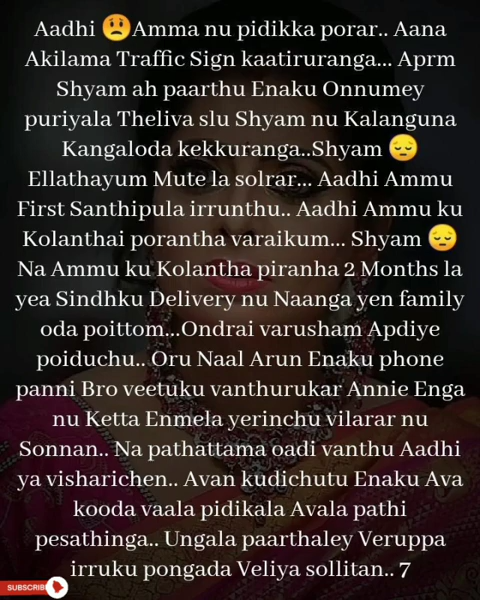 Aadhi 😟Amma nu pidikka porar.. Aana
Akilama Traffic Sign kaatiruranga... Aprm
Shyam ah paarthu Enaku Onnumey
puriyala Theliva slu Shyam nu Kalanguna
Kangaloda kekkuranga..Shyam 😔
Ellathayum Mute la solrar... Aadhi Ammu
First Santhipula irrunthu.. Aadhi Ammu ku
Kolanthai porantha varaikum... Shyam 😔
Na Ammu ku Kolantha piranha 2 Months la
yea Sindhku Delivery nu Naanga yen family
oda poittom...Ondrai varusham Apdiye
poiduchu.. Oru Naal Arun Enaku phone
panni Bro veetuku vanthurukar Annie Enga
nu Ketta Enmela yerinchu vilarar nu
Sonnan.. Na pathattama oadi vanthu Aadhi
ya visharichen.. Avan kudichutu Enaku Ava
kooda vaala pidikala Avala pathi
pesathinga.. Ungala paarthaley Veruppa
irruku pongada Veliya sollitan.. 7
SUBSCRIB